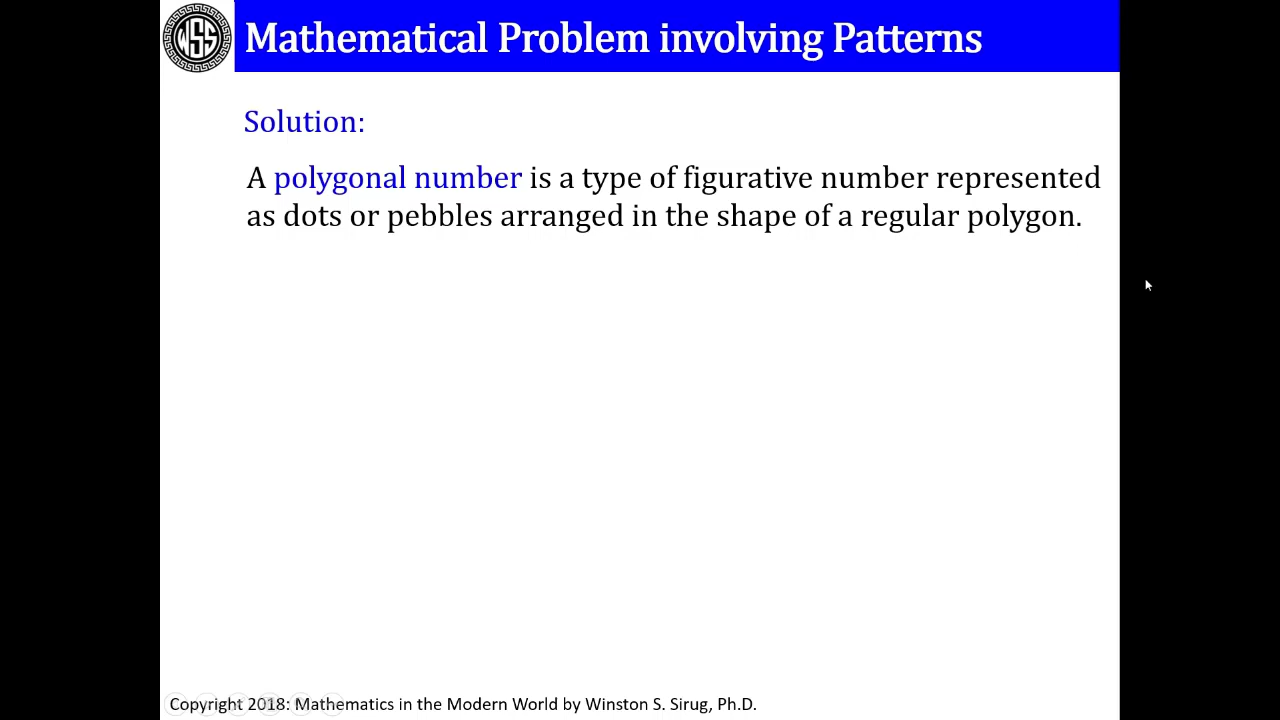 WSS
Mathematical Problem involving Patterns
Solution:
A polygonal number is a type of figurative number represented
as dots or pebbles arranged in the shape of a regular polygon.
Copyright 2018: Mathematics in the Modern World by Winston S. Sirug, Ph.D.